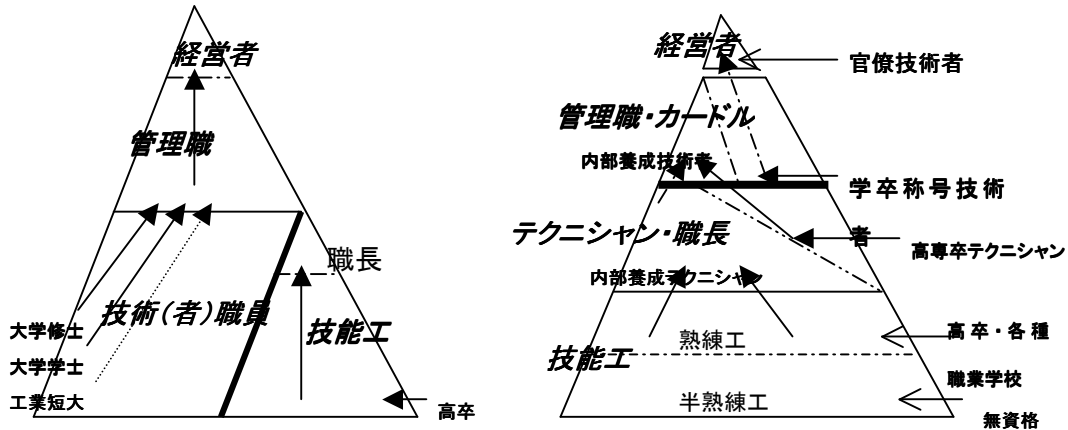 経営者
管理職
職長
技術(者)職員
技能工
大学修士
大学学士
工業短大
高卒
経営者
官僚技術者
管理職・カードル
内部養成技術者
学卒称号技術
者
テクニシャン・職長
高専卒テクニシャン
内部養成テクニシャン
熟練工
高卒・各種
技能工
職業学校
半熟練工
無資格